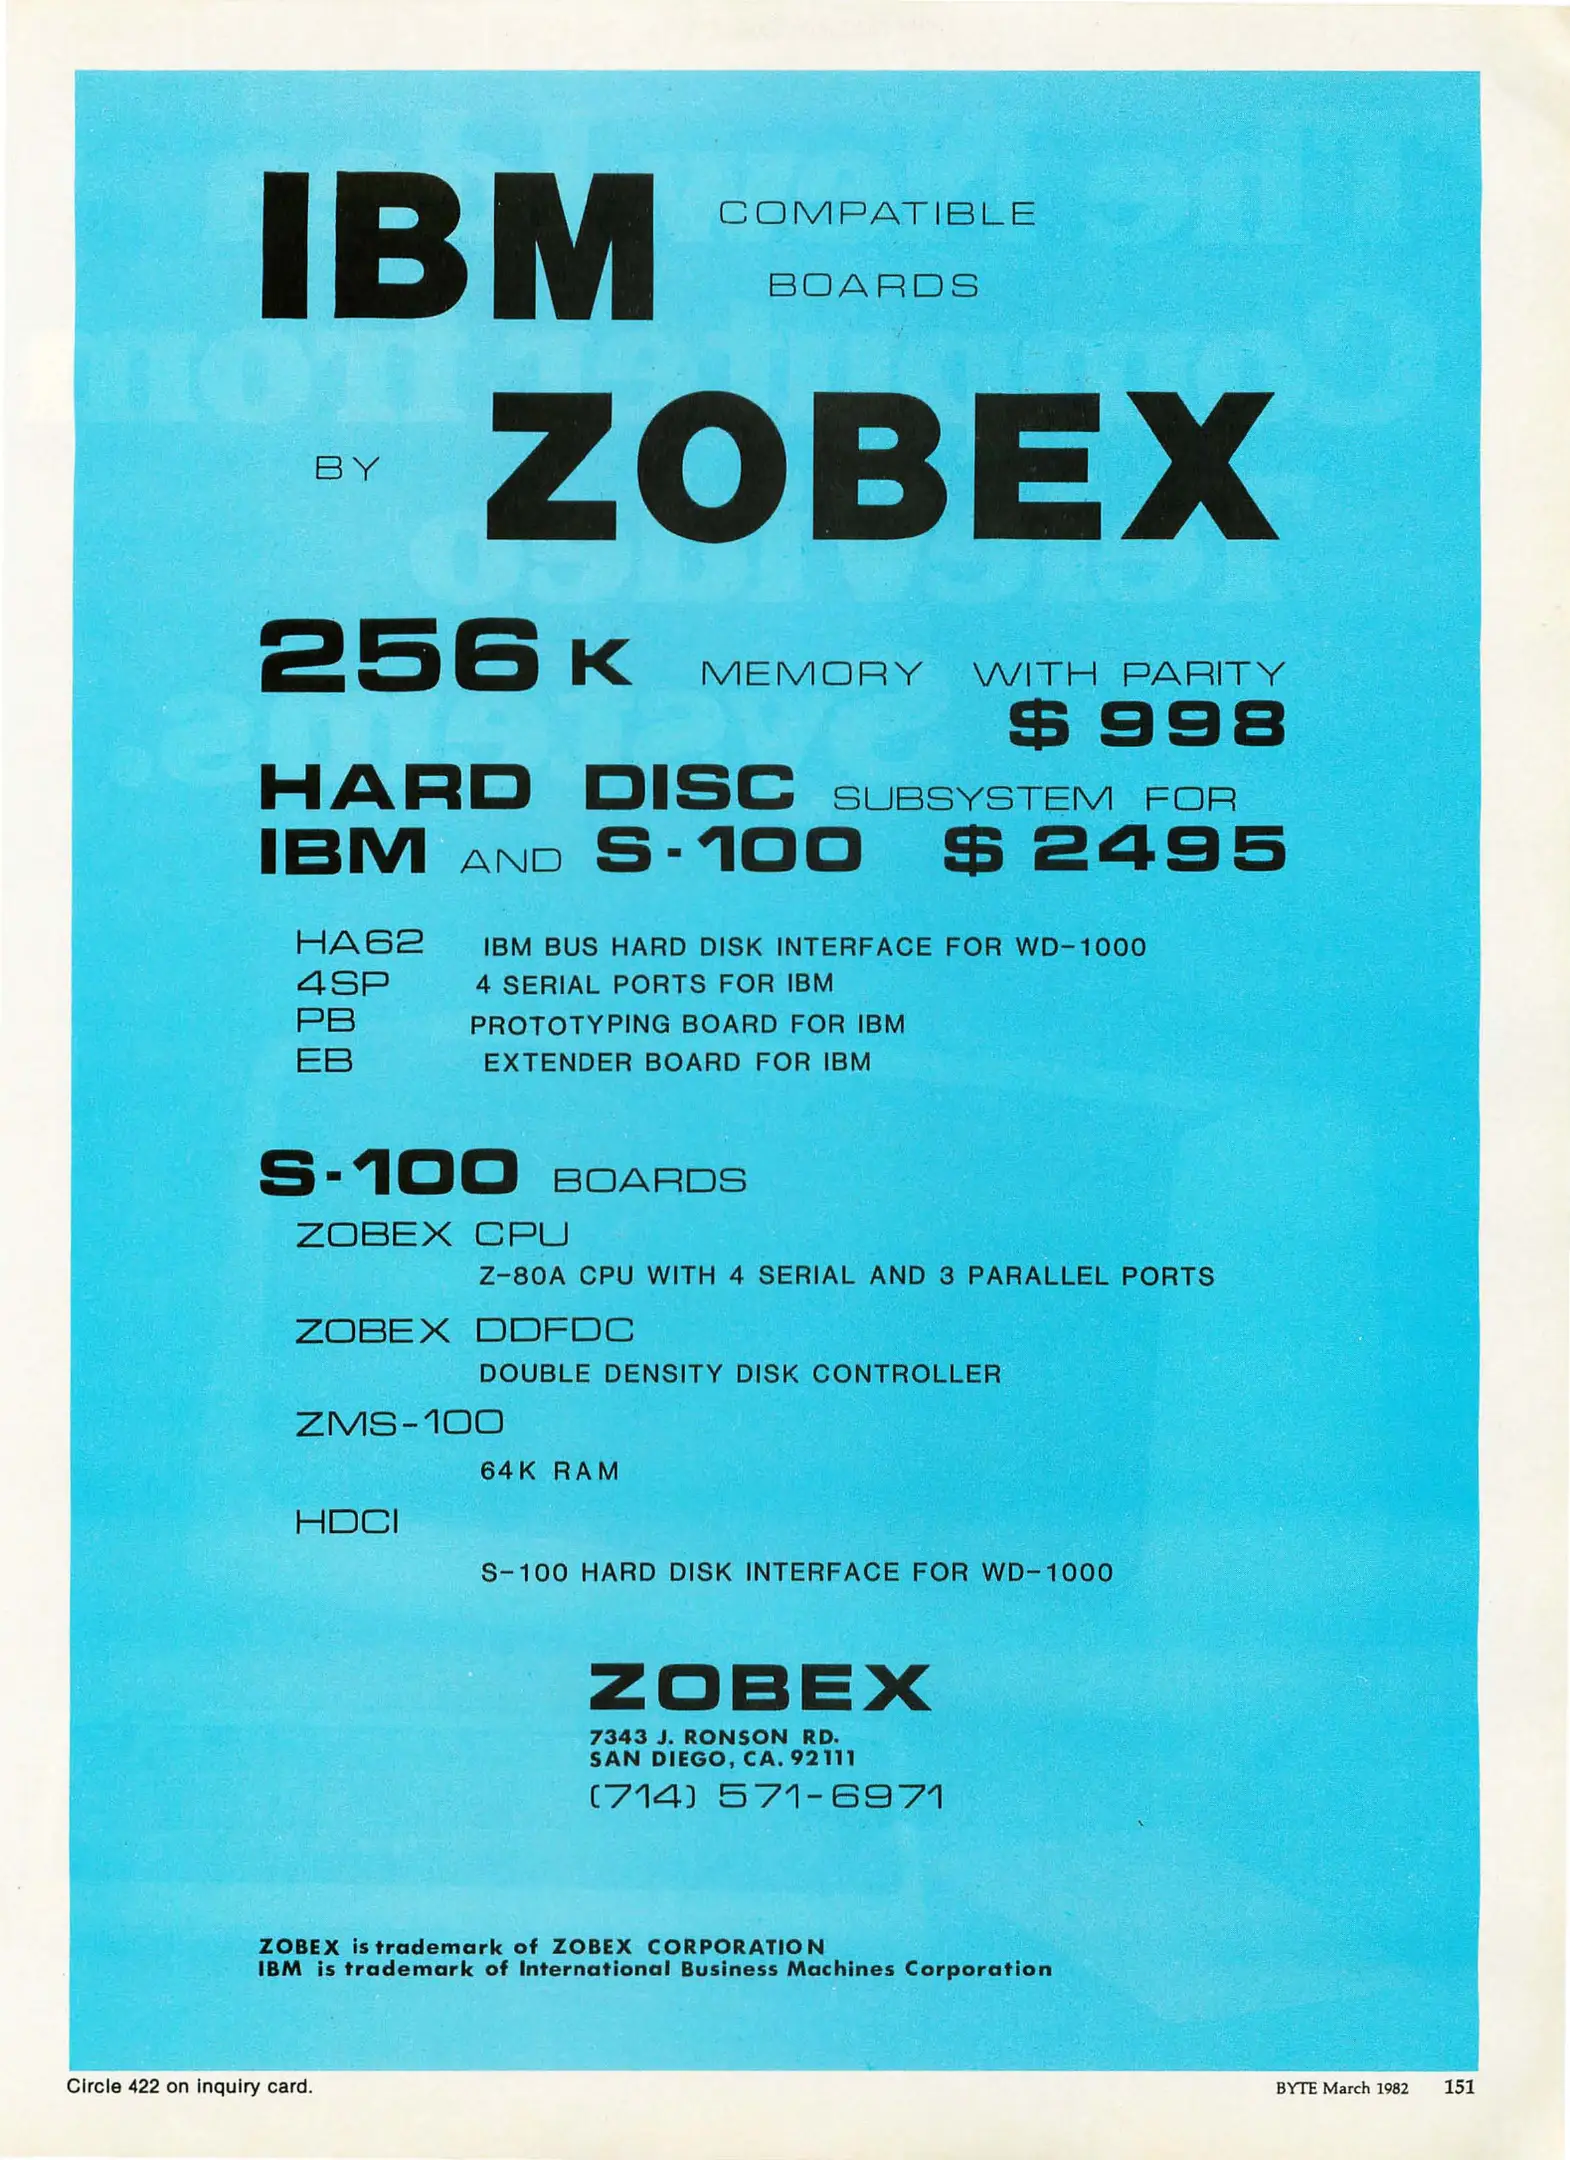 IBM COMPATIBLE
BOARDS
BY ZOBEX
256K MEMORY WITH PARITY
$998
HARD DISC SUBSYSTEM FOR
IBM AND S-100 $2495
HA62 IBM BUS HARD DISK INTERFACE FOR WD-1000
4SP 4 SERIAL PORTS FOR IBM
PB PROTOTYPING BOARD FOR IBM
EB EXTENDER BOARD FOR IBM
S-100 BOARDS
ZOBEX CPU
Z-80A CPU WITH 4 SERIAL AND 3 PARALLEL PORTS
ZOBEX DDFDC
DOUBLE DENSITY DISK CONTROLLER
ZMS-100
64K RAM
HDCI
S-100 HARD DISK INTERFACE FOR WD-1000
ZOBEX
7343 J. RONSON RD.
SAN DIEGO, CA. 92111
(714) 571-6971
ZOBEX is trademark of ZOBEX CORPORATION
IBM is trademark of International Business Machines Corporation
Circle 422 on inquiry card.
BYTE March 1982 151